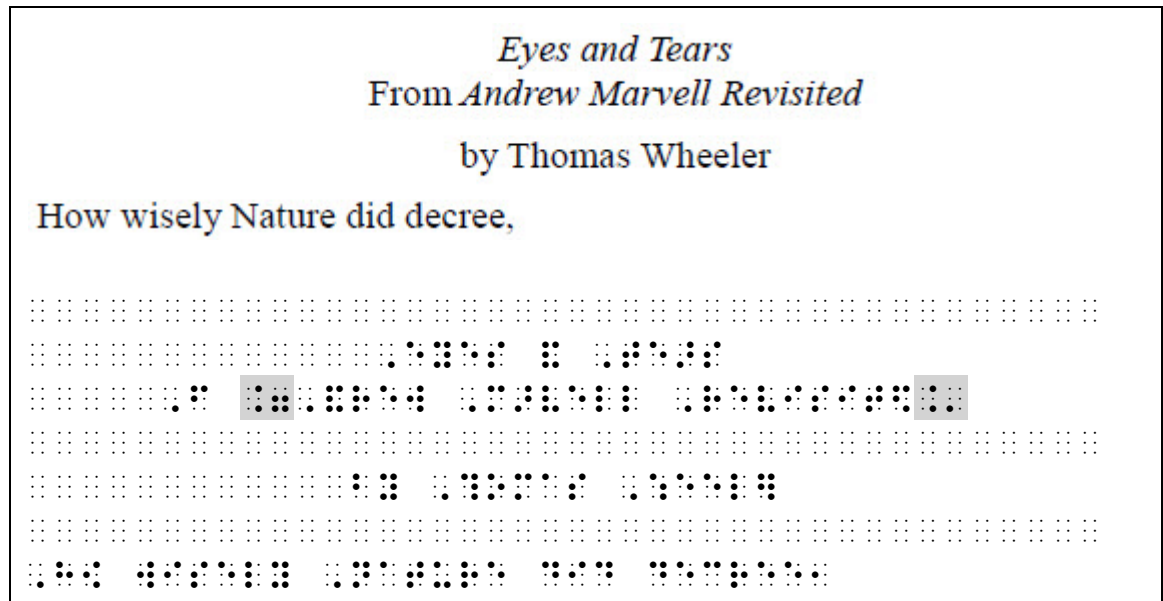 Eyes and Tears
From Andrew Marvell Revisited
by Thomas Wheeler
How wisely Nature did decree,
⠠⠑⠽⠑⠎ ⠯ ⠠⠞⠑⠜⠎
⠠⠋ ⠨⠶⠠⠯⠗⠑⠺ ⠠⠍⠜⠧⠑⠇⠇ ⠠⠗⠑⠧⠊⠎⠊⠞⠫⠨⠄
⠃⠽ ⠠⠹⠕⠍⠁⠎ ⠠⠱⠑⠑⠇⠻
⠠⠓⠪ ⠺⠊⠎⠑⠇⠽ ⠠⠝⠁⠞⠥⠗⠑ ⠙⠊⠙ ⠙⠑⠉⠗⠑⠑⠂